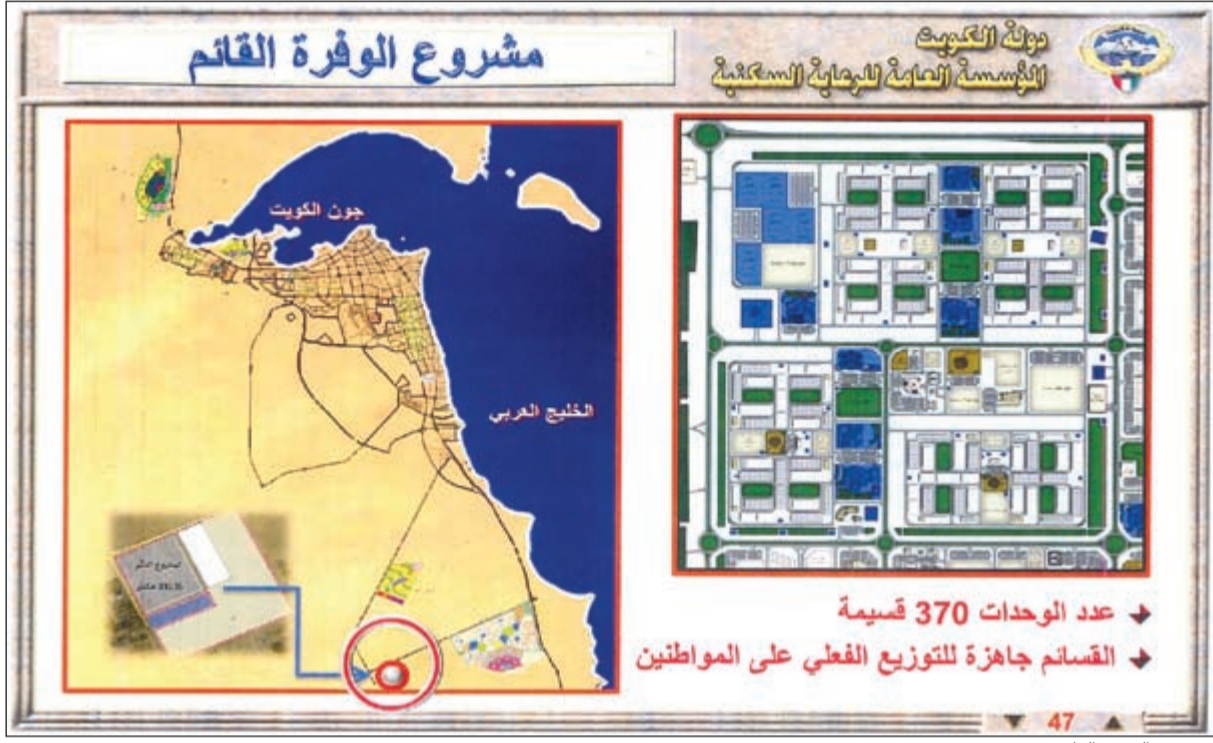 دولة الكويت
المؤسسة العامة للرعاية السكنية
مشروع الوفرة القائم
جون الكويت
الخليج العربي
عدد الوحدات 370 قسيمة
القسائم جاهزة للتوزيع الفعلي على المواطنين
47